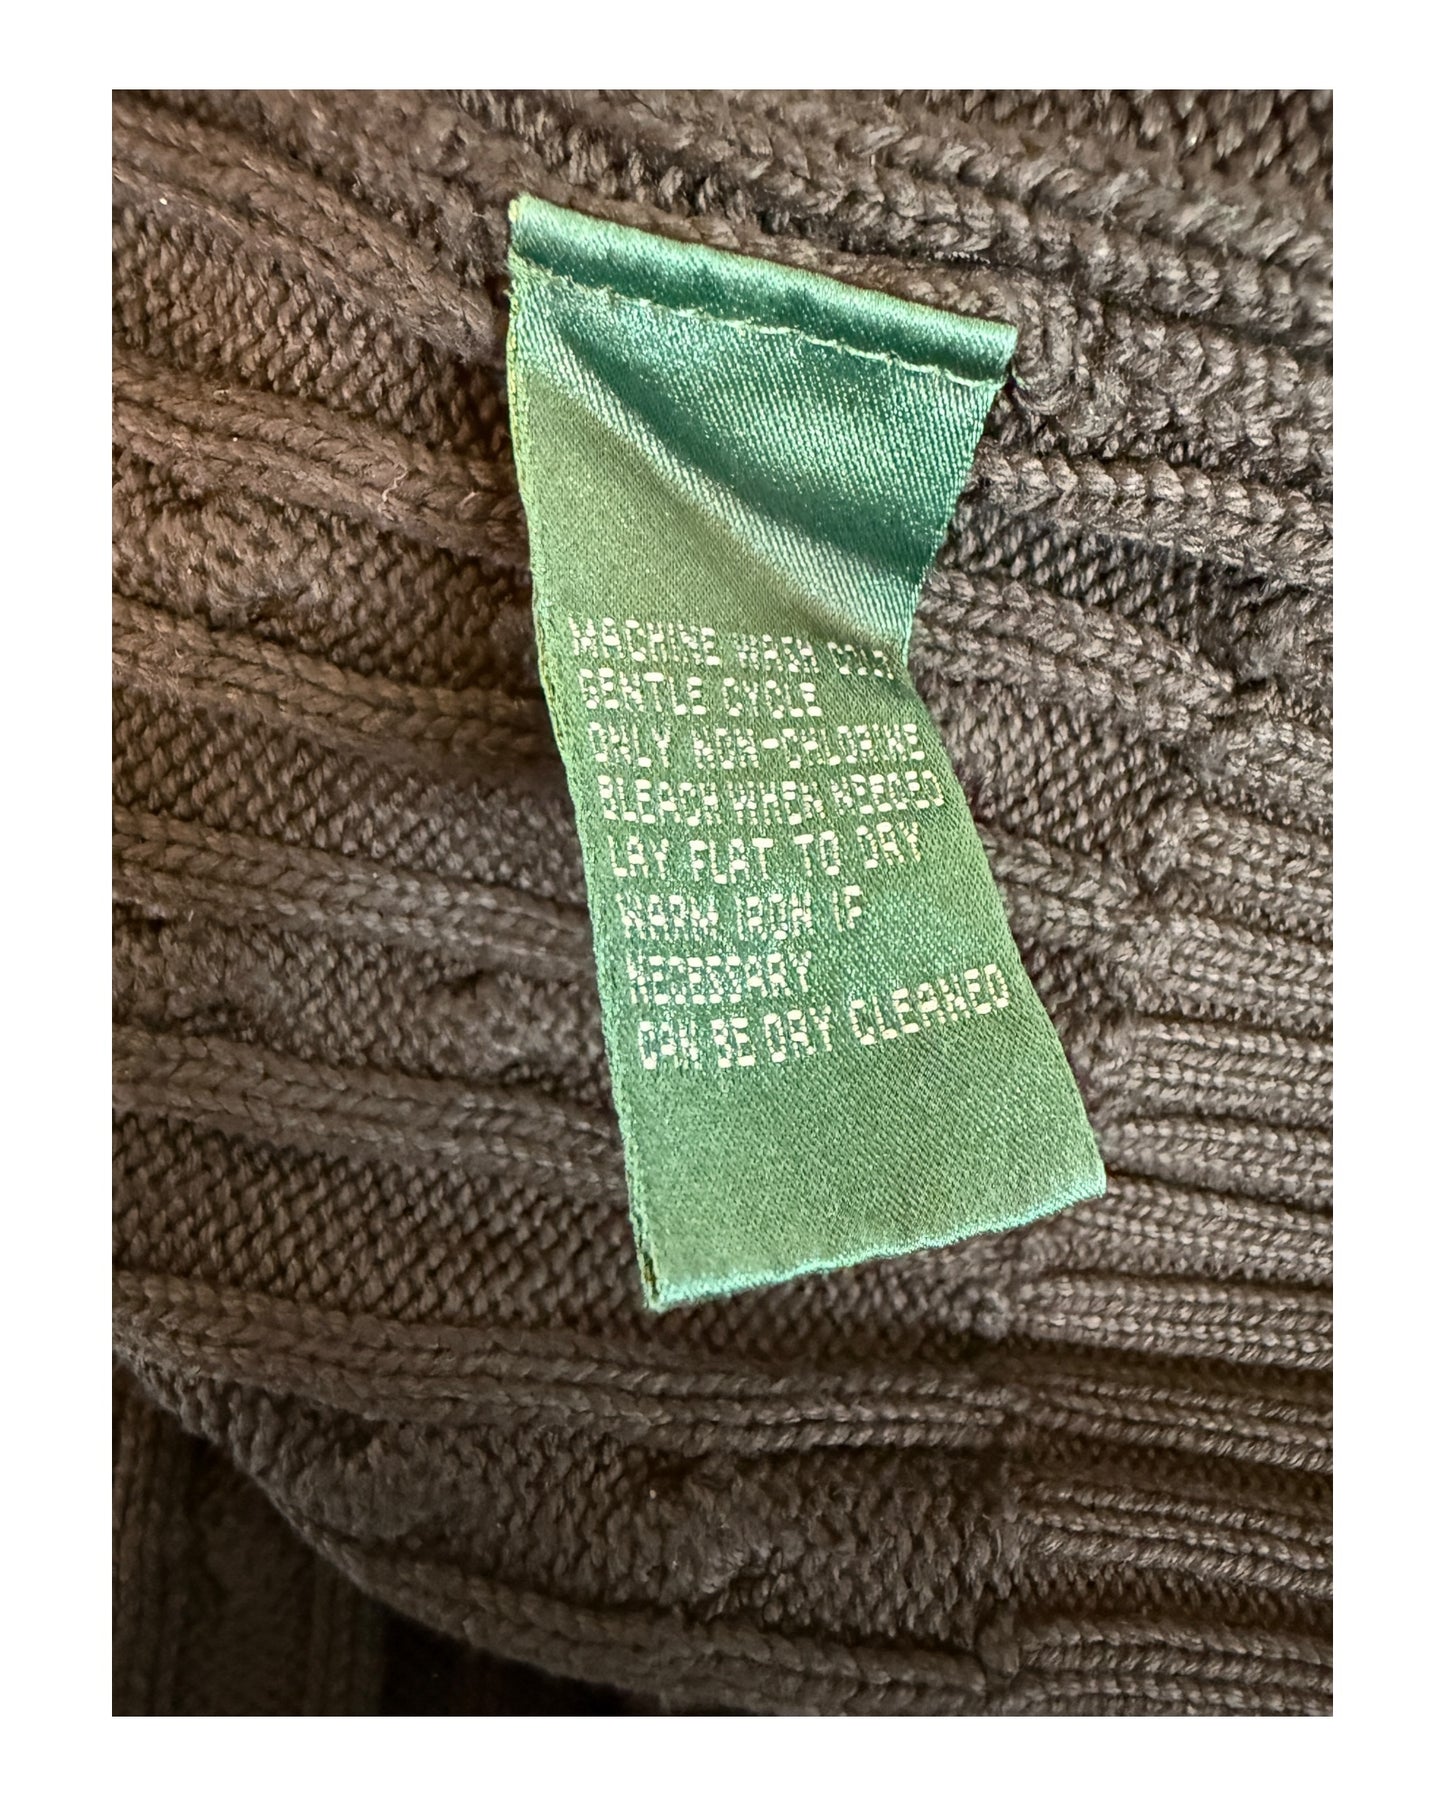 MACHINE WASH COLD
GENTLE CYCLE
ONLY NON-CHLORINE
BLEACH WHEN NEEDED
LAY FLAT TO DRY
WARM IRON IF
NECESSARY
CAN BE DRY CLEANED